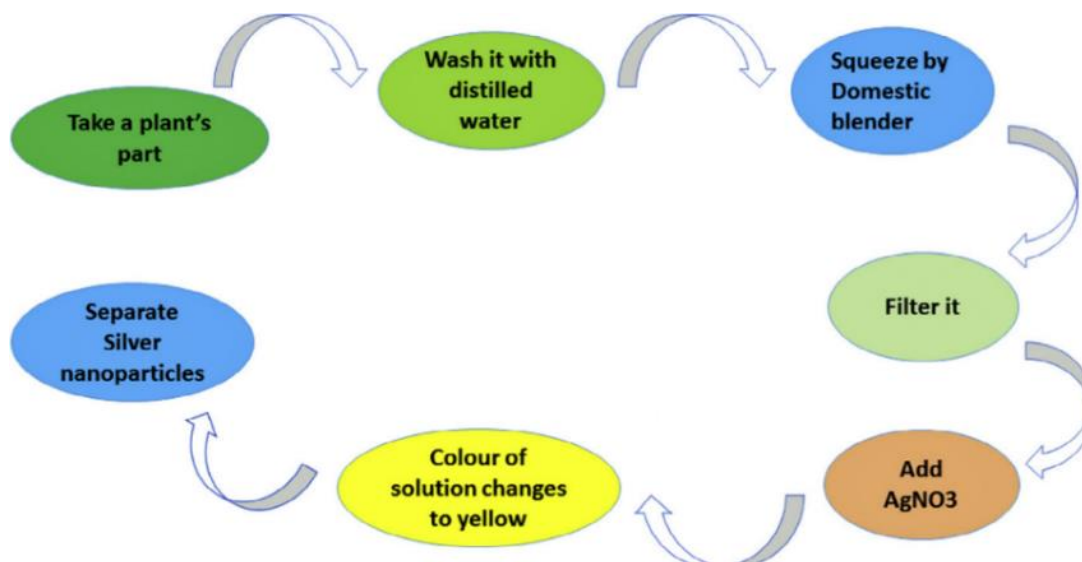 Take a plant's
part
Wash it with
distilled
water
Squeeze by
Domestic
blender
Filter it
Add
AgNO3
Colour of
solution changes
to yellow
Separate
Silver
nanoparticles